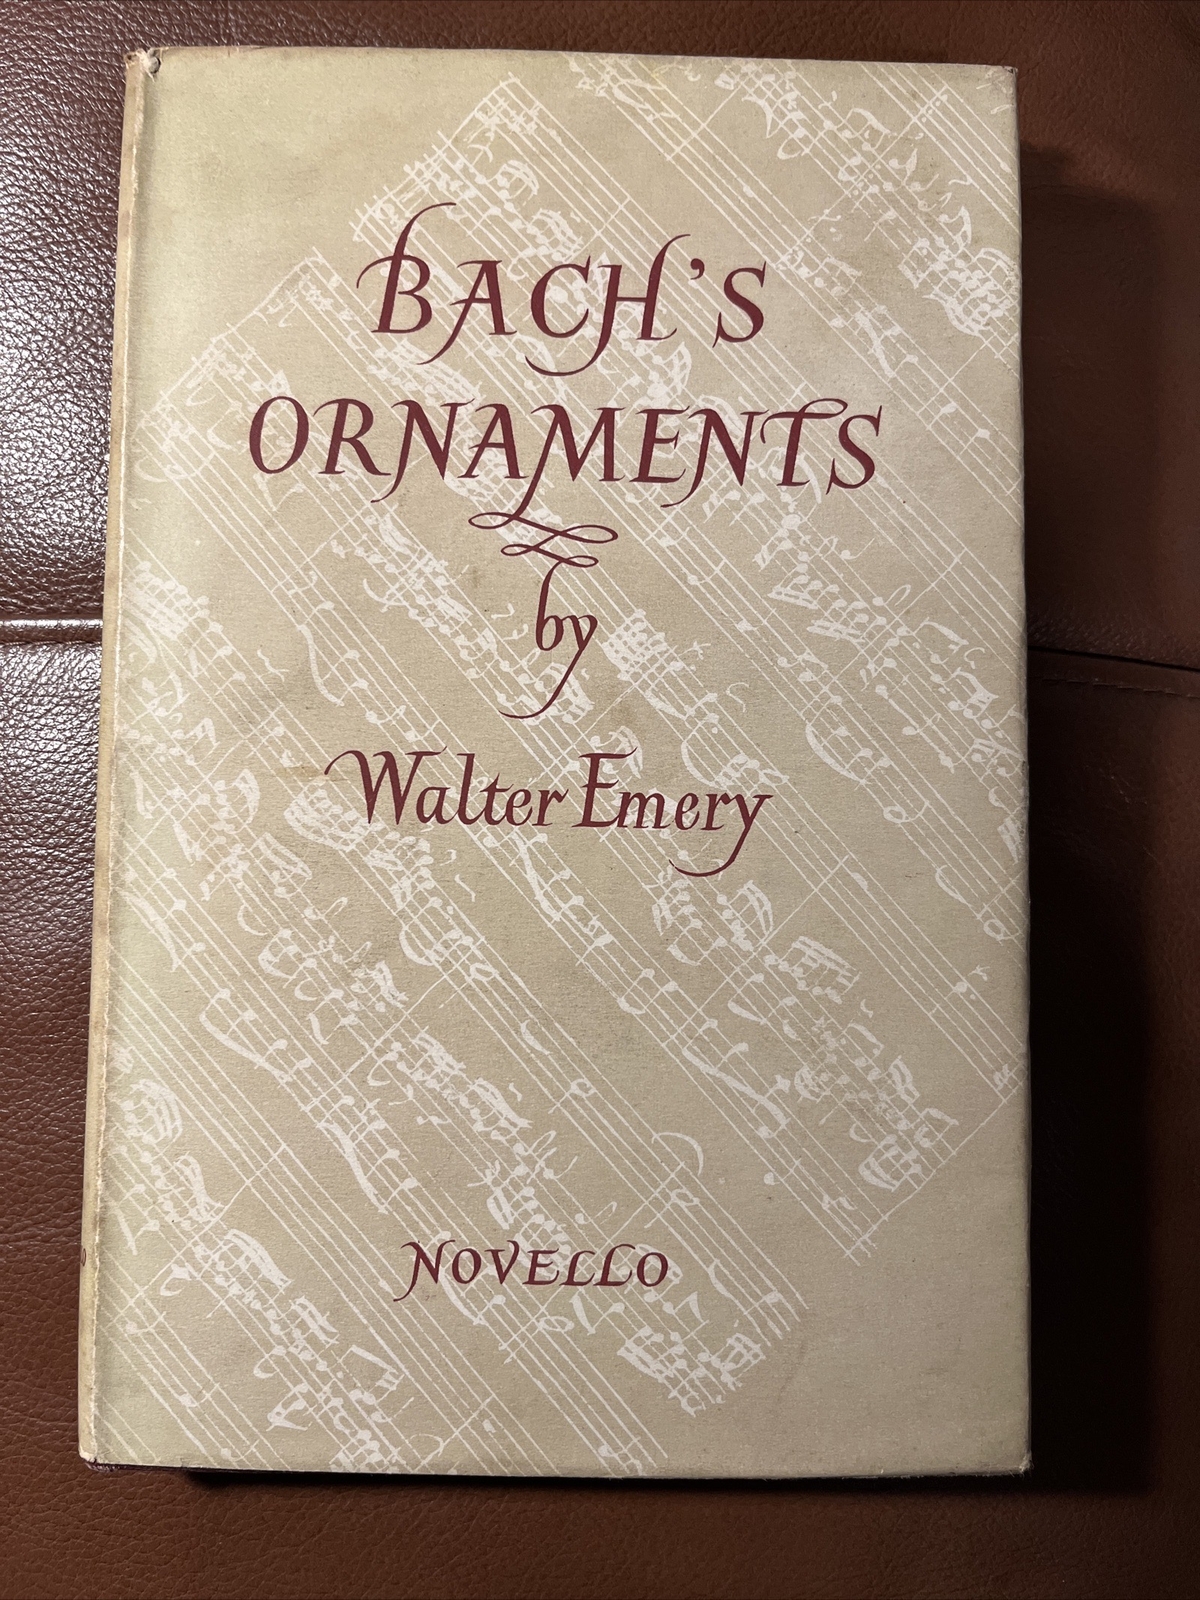 BACH'S
ORNAMENTS
by
Walter Emery
NOVELLO